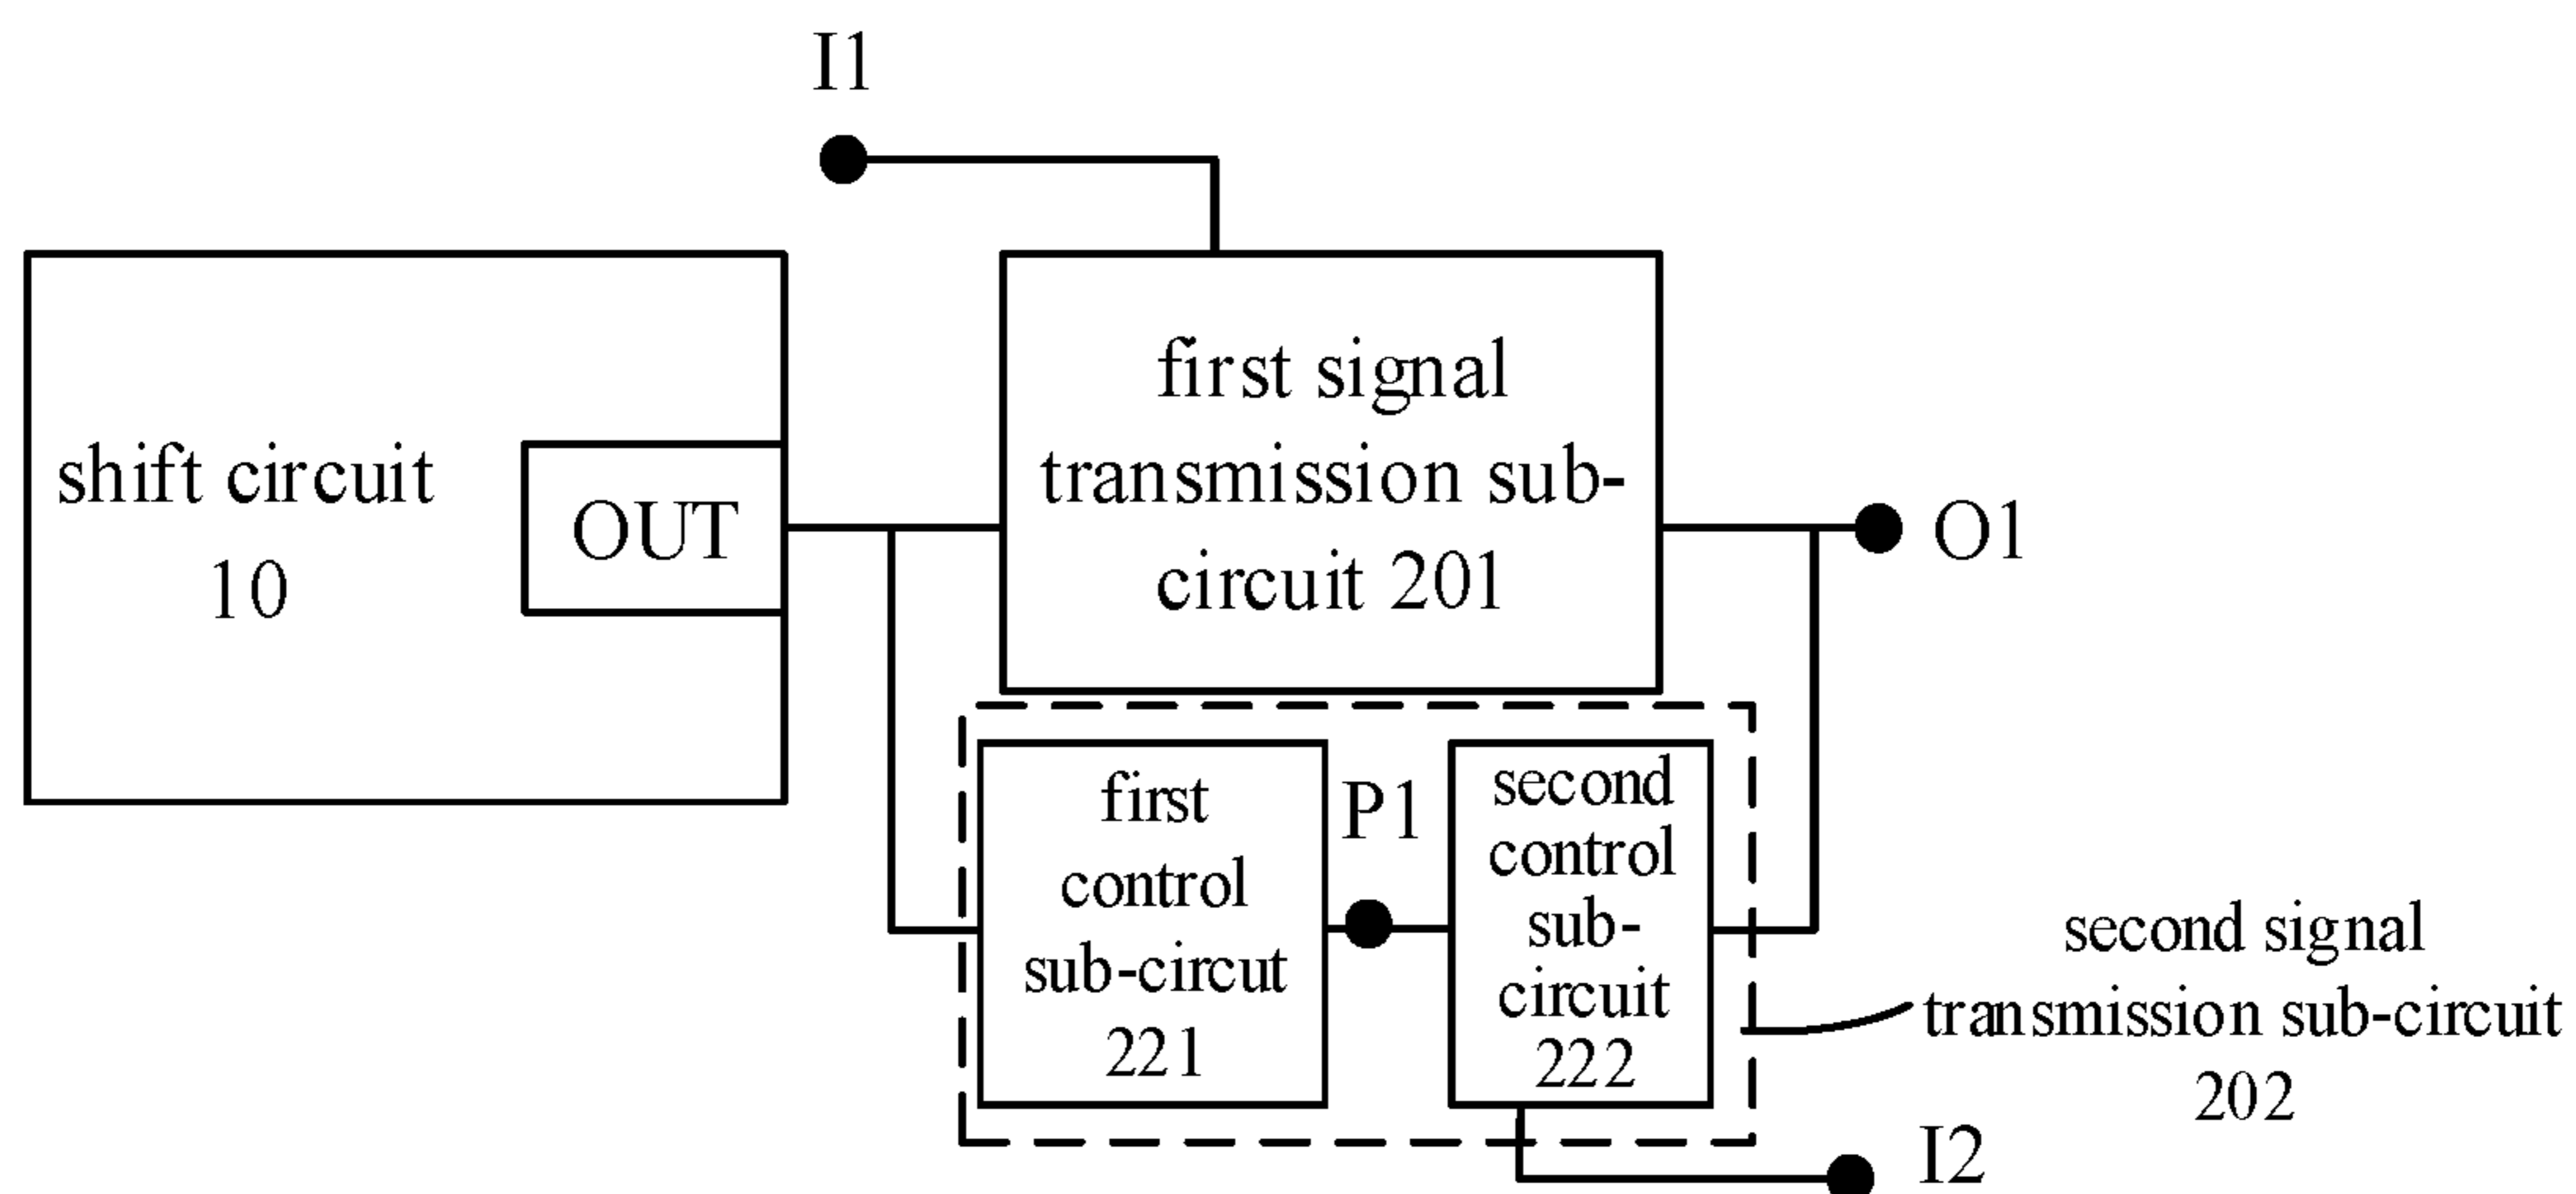 I1
shift circuit
10
OUT
first signal
transmission sub-
circuit 201
O1
first
control
sub-circut
221
P1
second
control
sub-
circuit
222
second signal
transmission sub-circuit
202
I2